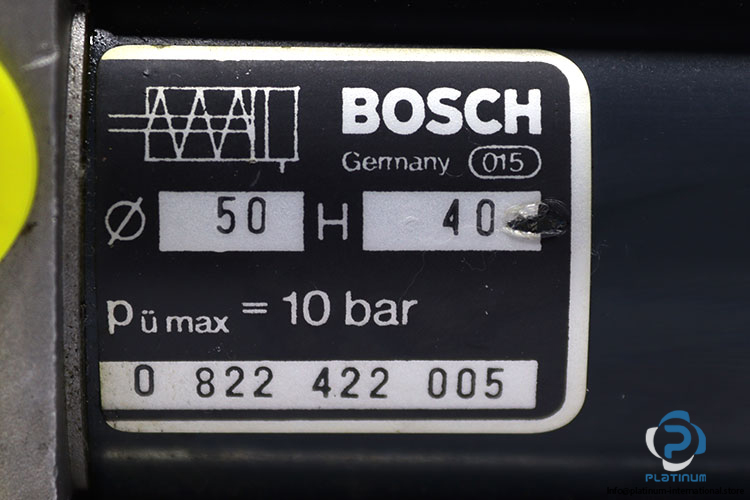 BOSCH
Germany 015
Ø 50 H 40
pü max = 10 bar
0 822 422 005
PLATINUM